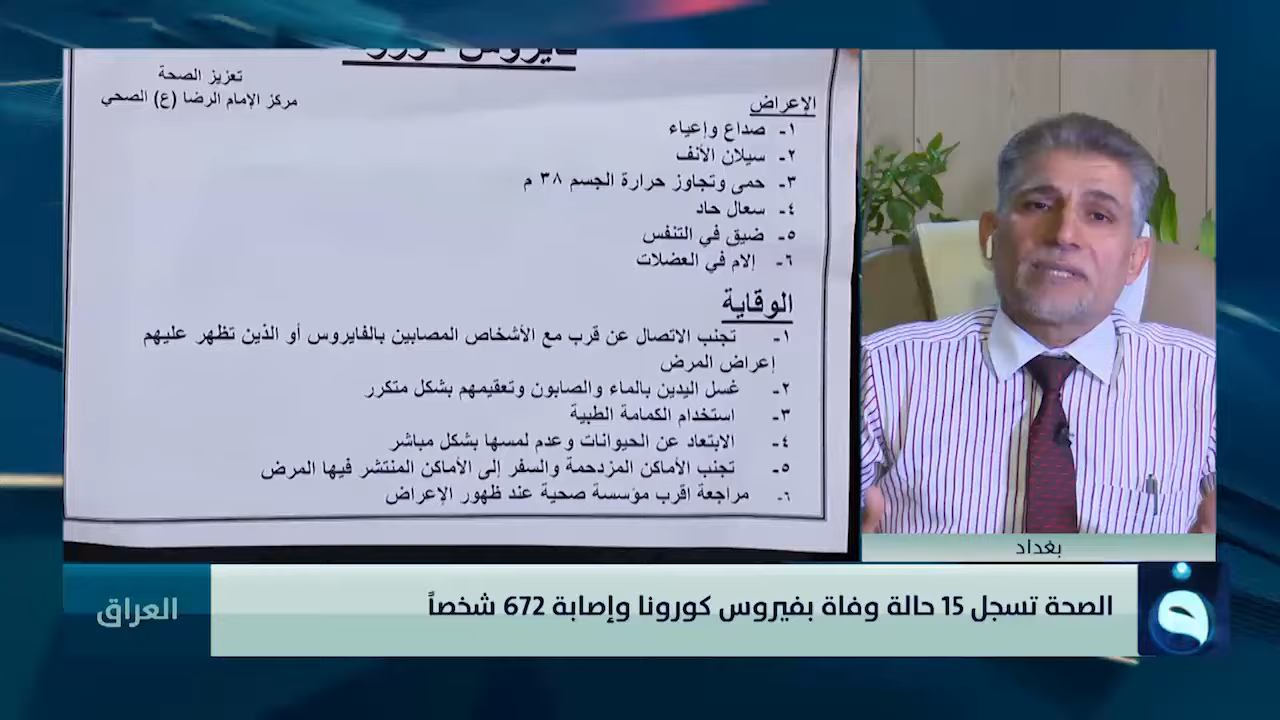 تعزيز الصحة
مركز الإمام الرضا (ع) الصحي
الإعراض
١- صداع وإعياء
٢- سيلان الأنف
٣- حمى وتجاوز حرارة الجسم ٣٨ م
٤- سعال حاد
٥- ضيق في التنفس
٦- إلام في العضلات
الوقاية
١- تجنب الاتصال عن قرب مع الأشخاص المصابين بالفايروس أو الذين تظهر عليهم
إعراض المرض
٢- غسل اليدين بالماء والصابون وتعقيمهم بشكل متكرر
٣- استخدام الكمامة الطبية
٤- الابتعاد عن الحيوانات وعدم لمسها بشكل مباشر
٥- تجنب الأماكن المزدحمة والسفر إلى الأماكن المنتشر فيها المرض
٦- مراجعة اقرب مؤسسة صحية عند ظهور الإعراض
بغداد
الصحة تسجل 15 حالة وفاة بفيروس كورونا وإصابة 672 شخصاً
العراق